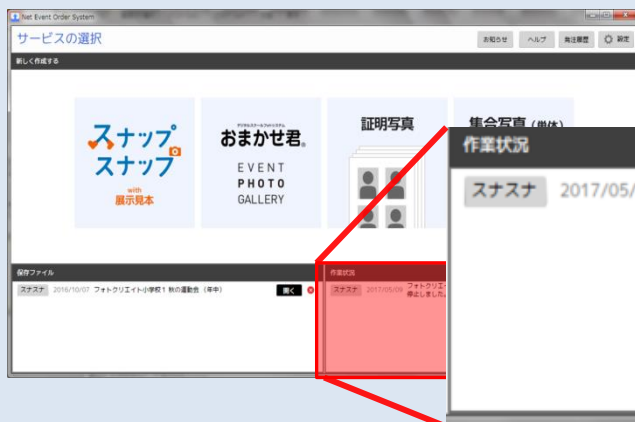 Net Event Order System
サービスの選択
お知らせ
ヘルプ
発注履歴
設定
新しく作成する
スナップ
スナップ
with
展示見本
おまかせ君。
EVENT
PHOTO
GALLERY
証明写真
集合写真（単体）
保存ファイル
スナスナ 2016/10/07 フォトクリエイト小学校1 秋の運動会（年中） 開く
作業状況
スナスナ 2017/05/09 フォトクリエ
停止しました。
作業状況
スナスナ 2017/05/